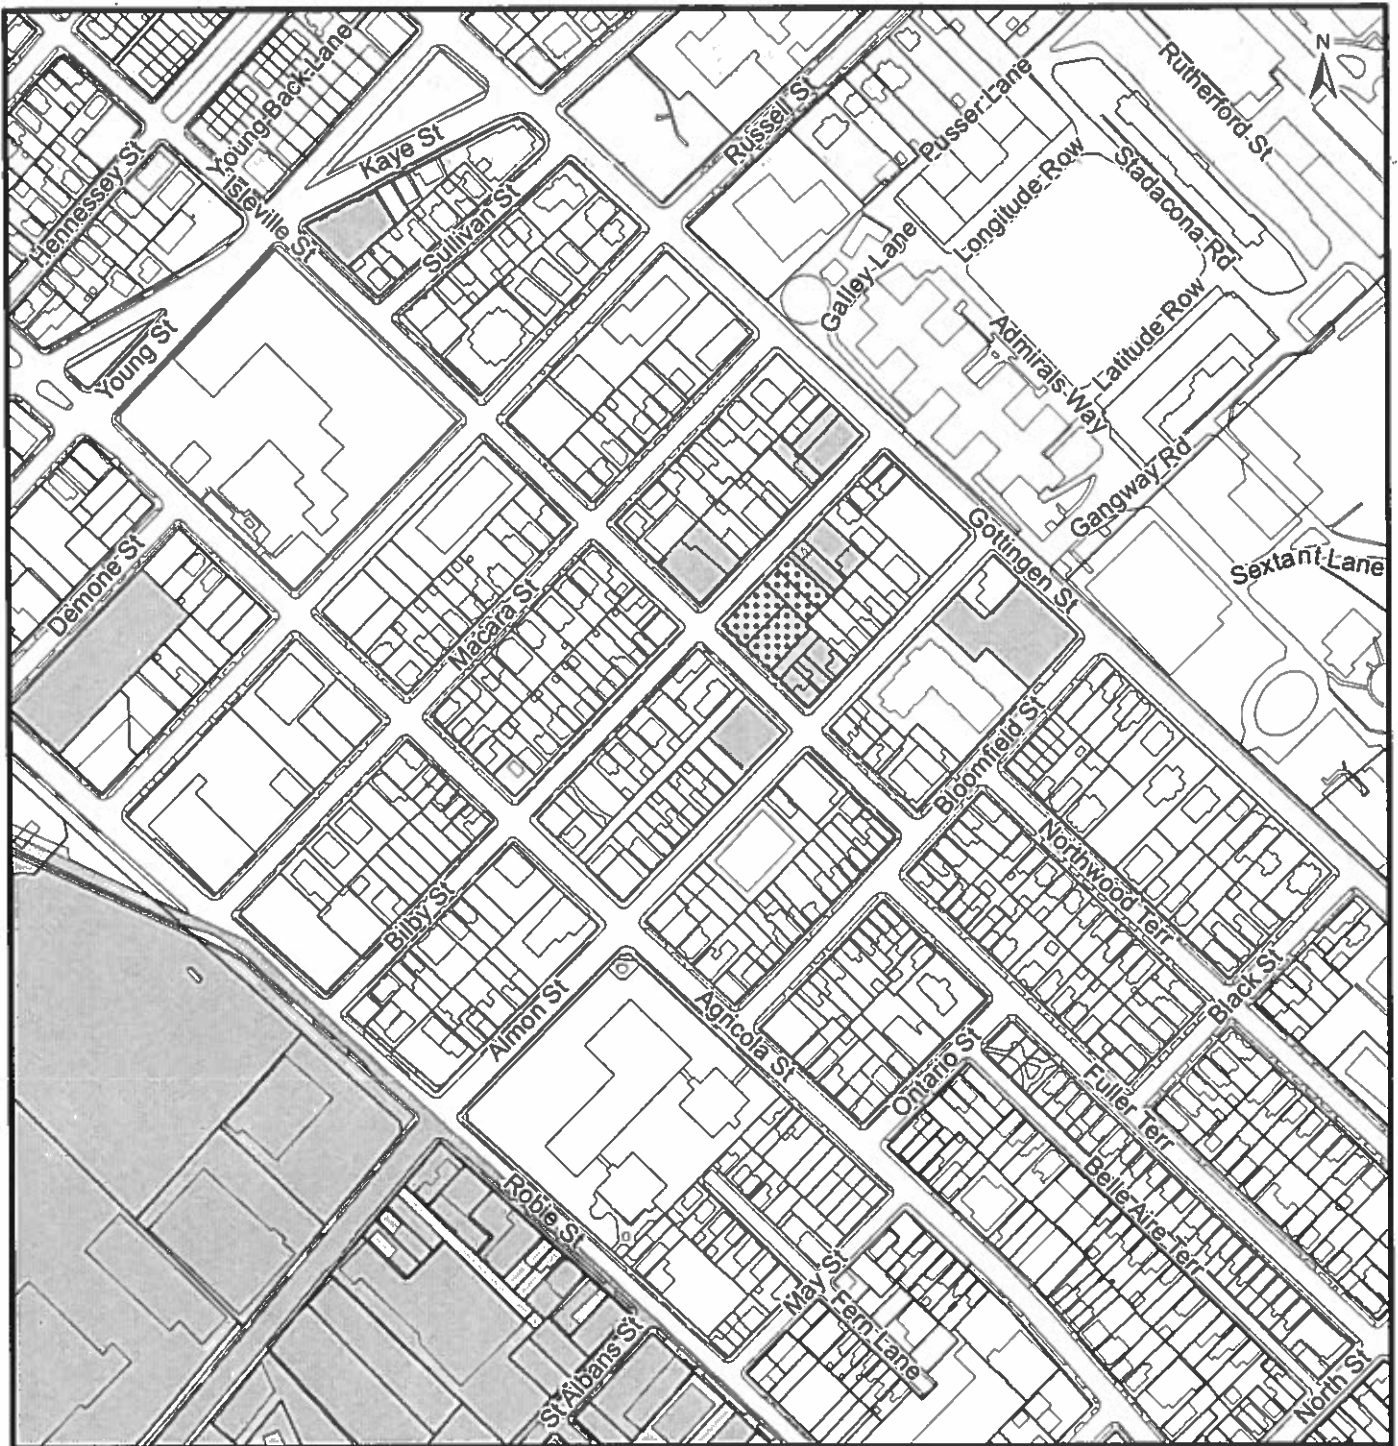 N
Rutherford St
Young Back Lane
Russel St
Pusser Lane
Kaye St
Hennessey St
Isleville St
Sullivan St
Longitude Row
Stadacona Rd
Galley Lane
Young St
Admirals Way
Latitude Row
Gangway Rd
Gottingen St
Sextant Lane
Demone St
Macara St
Bloomfield St
Northwood Terr
Bilby St
Almon St
Agricola St
Black St
Ontario St
Fuller Terr
Belle Aire Terr
Robie St
May St
Fern Lane
St Albans St
North St